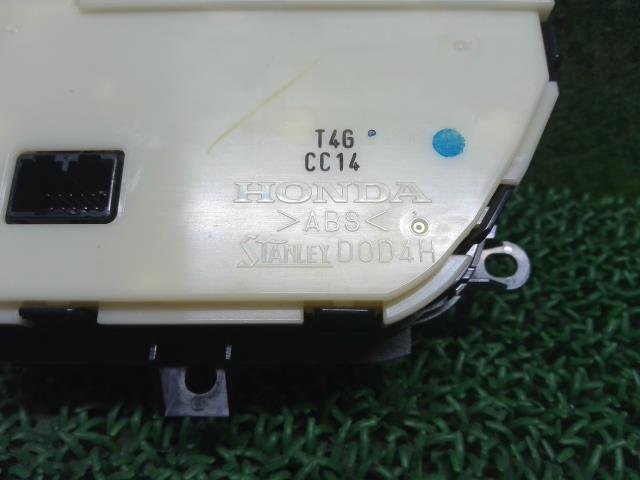 T4G
CC14
HONDA
>ABS<
STANLEY D0D4H